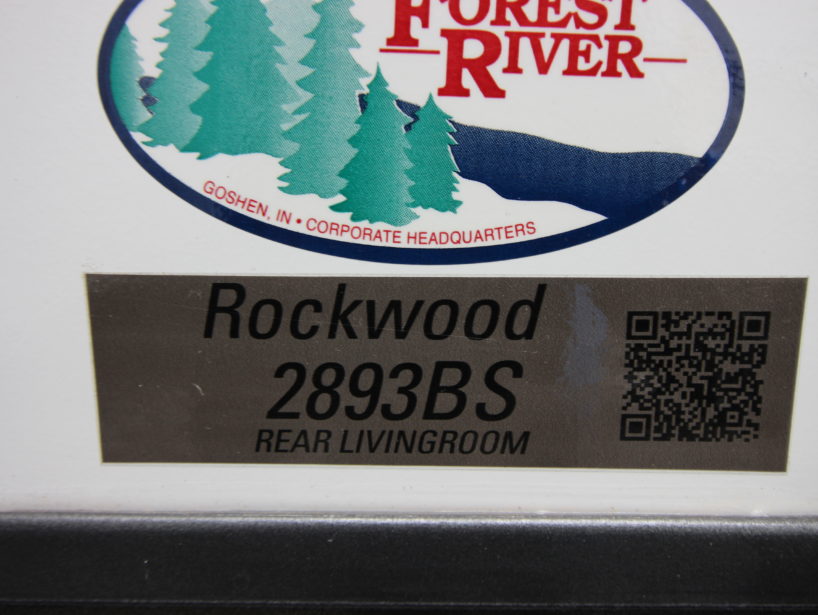 FOREST
RIVER
GOSHEN, IN • CORPORATE HEADQUARTERS
Rockwood
2893BS
REAR LIVINGROOM